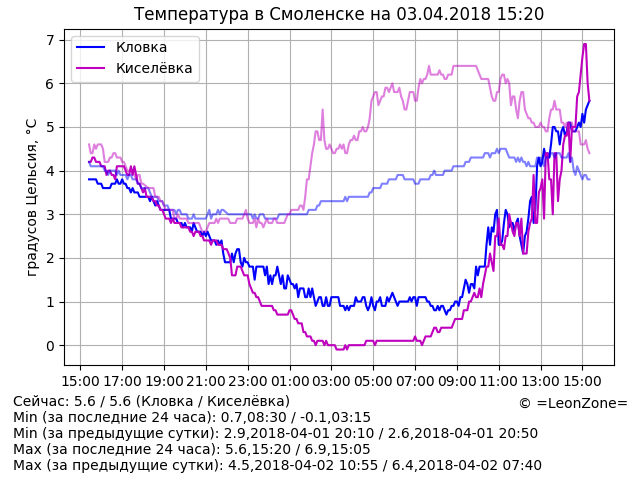 Температура в Смоленске на 03.04.2018 15:20
Кловка
Киселёвка
градусов Цельсия, °C
7
6
5
4
3
2
1
0
15:00 17:00 19:00 21:00 23:00 01:00 03:00 05:00 07:00 09:00 11:00 13:00 15:00
Сейчас: 5.6 / 5.6 (Кловка / Киселёвка)
© =LeonZone=
Min (за последние 24 часа): 0.7,08:30 / -0.1,03:15
Min (за предыдущие сутки): 2.9,2018-04-01 20:10 / 2.6,2018-04-01 20:50
Max (за последние 24 часа): 5.6,15:20 / 6.9,15:05
Max (за предыдущие сутки): 4.5,2018-04-02 10:55 / 6.4,2018-04-02 07:40